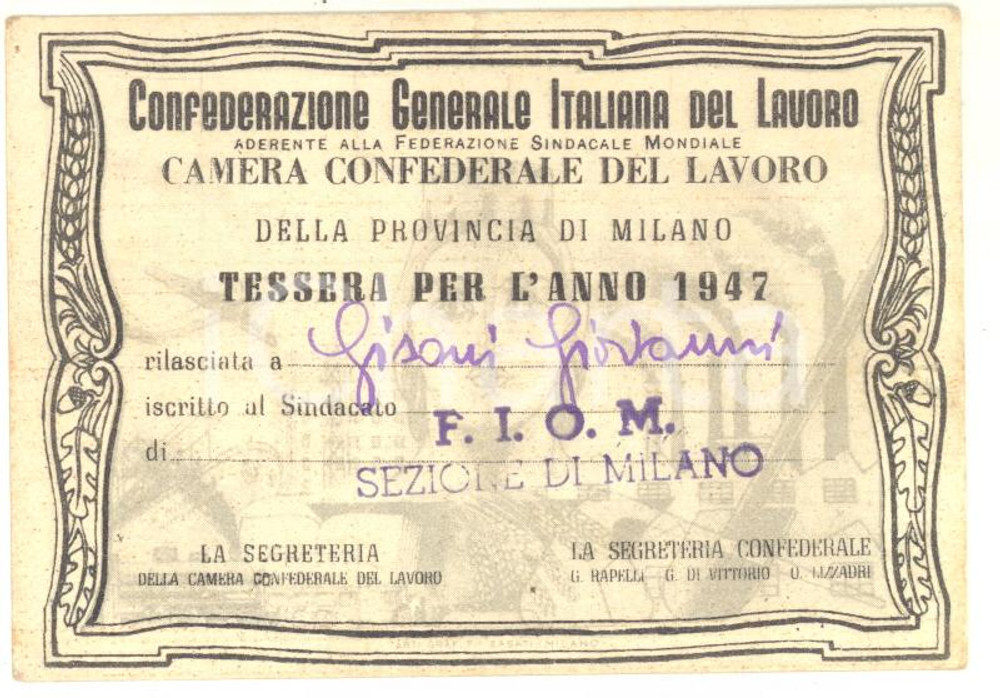 CONFEDERAZIONE GENERALE ITALIANA DEL LAVORO
ADERENTE ALLA FEDERAZIONE SINDACALE MONDIALE
CAMERA CONFEDERALE DEL LAVORO
DELLA PROVINCIA DI MILANO
TESSERA PER L'ANNO 1947
rilasciata a Gisoni Giovanni
iscritto al Sindacato F. I. O. M.
di SEZIONE DI MILANO
LA SEGRETERIA
DELLA CAMERA CONFEDERALE DEL LAVORO
LA SEGRETERIA CONFEDERALE
G. RAPELLI G. DI VITTORIO O. LIZZADRI
MILANO